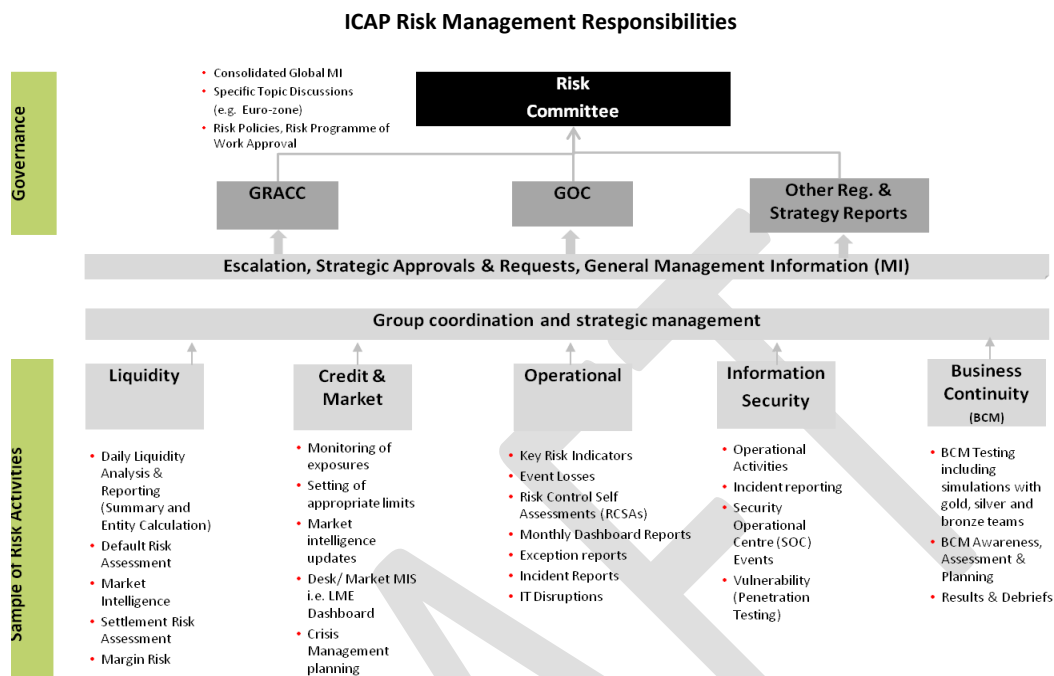 ICAP Risk Management Responsibilities
Governance
• Consolidated Global MI
• Specific Topic Discussions
(e.g. Euro-zone)
• Risk Policies, Risk Programme of
Work Approval
Risk
Committee
GRACC
GOC
Other Reg. &
Strategy Reports
Escalation, Strategic Approvals & Requests, General Management Information (MI)
Group coordination and strategic management
Sample of Risk Activities
Liquidity
• Daily Liquidity
Analysis &
Reporting
(Summary and
Entity Calculation)
• Default Risk
Assessment
• Market
Intelligence
• Settlement Risk
Assessment
• Margin Risk
Credit &
Market
• Monitoring of
exposures
• Setting of
appropriate limits
• Market
intelligence
updates
• Desk/ Market MIS
i.e. LME
Dashboard
• Crisis
Management
planning
Operational
• Key Risk Indicators
• Event Losses
• Risk Control Self
Assessments (RCSAs)
• Monthly Dashboard Reports
• Exception reports
• Incident Reports
• IT Disruptions
Information
Security
• Operational
Activities
• Incident reporting
• Security
Operational
Centre (SOC)
Events
• Vulnerability
(Penetration
Testing)
Business
Continuity
(BCM)
• BCM Testing
including
simulations with
gold, silver and
bronze teams
• BCM Awareness,
Assessment &
Planning
• Results & Debriefs